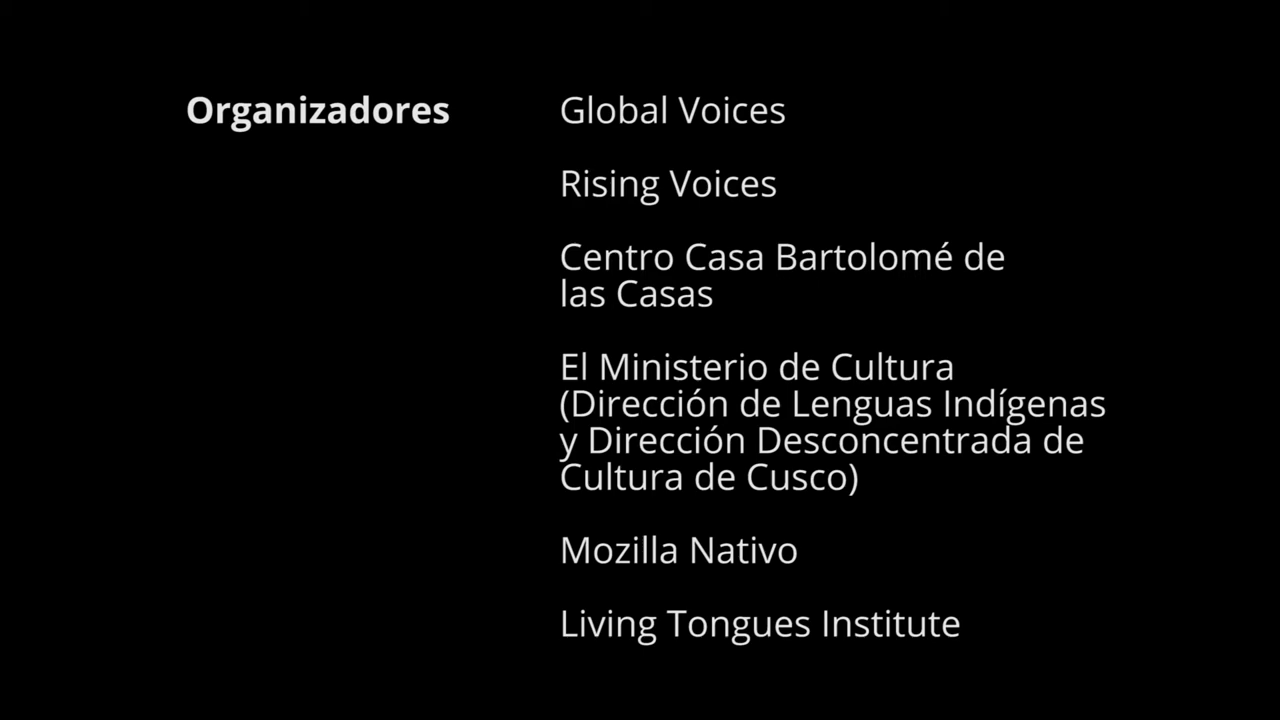 Organizadores
Global Voices
Rising Voices
Centro Casa Bartolomé de
las Casas
El Ministerio de Cultura
(Dirección de Lenguas Indígenas
y Dirección Desconcentrada de
Cultura de Cusco)
Mozilla Nativo
Living Tongues Institute